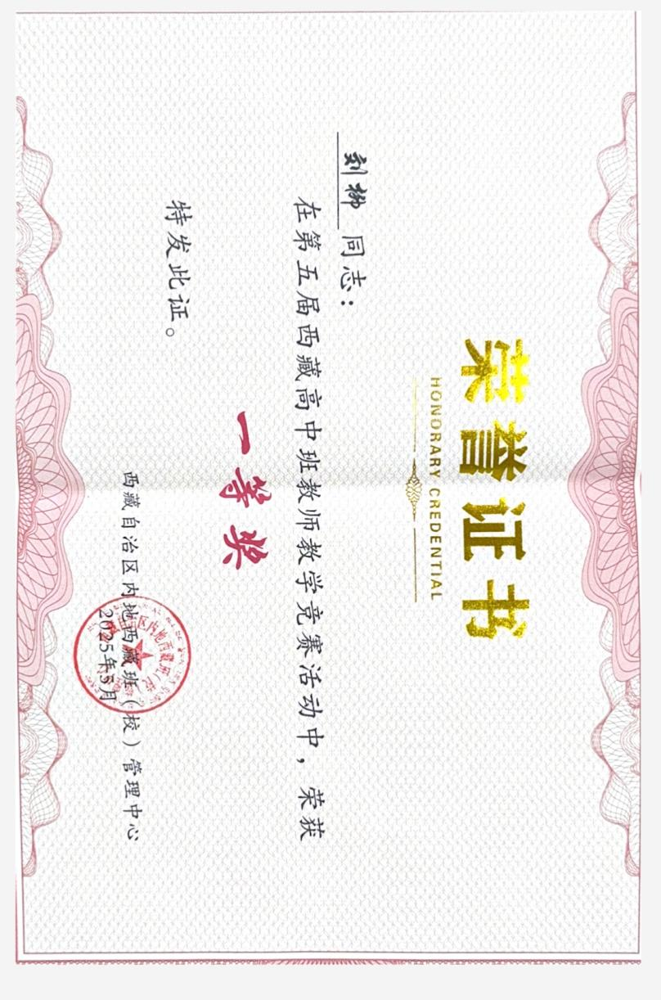 荣誉证书
HONORARY CREDENTIAL
刘柳 同志：
在第五届西藏高中班教师教学竞赛活动中，荣获
一等奖
特发此证。
西藏自治区内地西藏班（校）管理中心
2025年5月